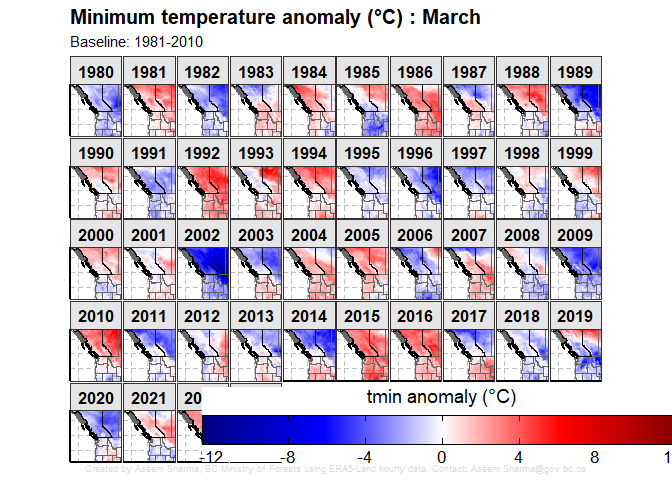 Minimum temperature anomaly (°C) : March
Baseline: 1981-2010
1980 1981 1982 1983 1984 1985 1986 1987 1988 1989
1990 1991 1992 1993 1994 1995 1996 1997 1998 1999
2000 2001 2002 2003 2004 2005 2006 2007 2008 2009
2010 2011 2012 2013 2014 2015 2016 2017 2018 2019
2020 2021 20
tmin anomaly (°C)
-12 -8 -4 0 4 8 1
Created by Aseem Sharma, BC Ministry of Forests using ERA5-Land hourly data. Contact: Aseem.Sharma@gov.bc.ca